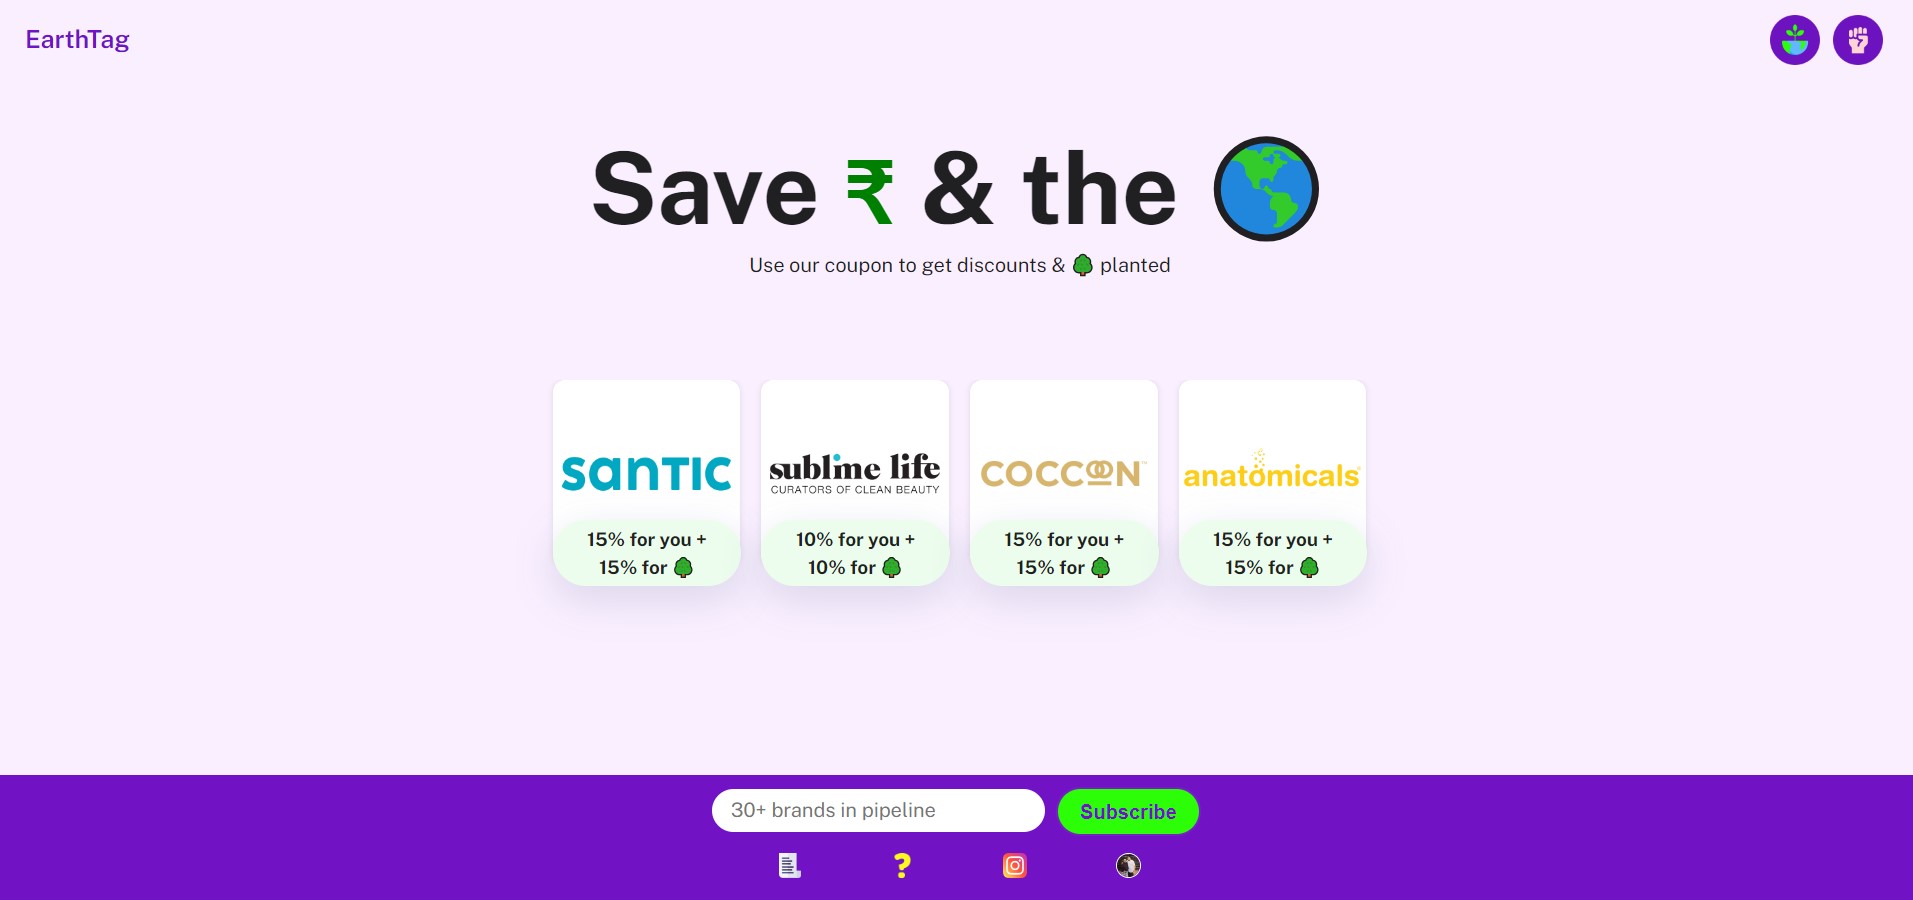 EarthTag
Save ₹ & the
Use our coupon to get discounts & planted
santic
sublime life
CURATORS OF CLEAN BEAUTY
COCCOON™
anatomicals
15% for you +
15% for
10% for you +
10% for
15% for you +
15% for
15% for you +
15% for
30+ brands in pipeline
Subscribe
?